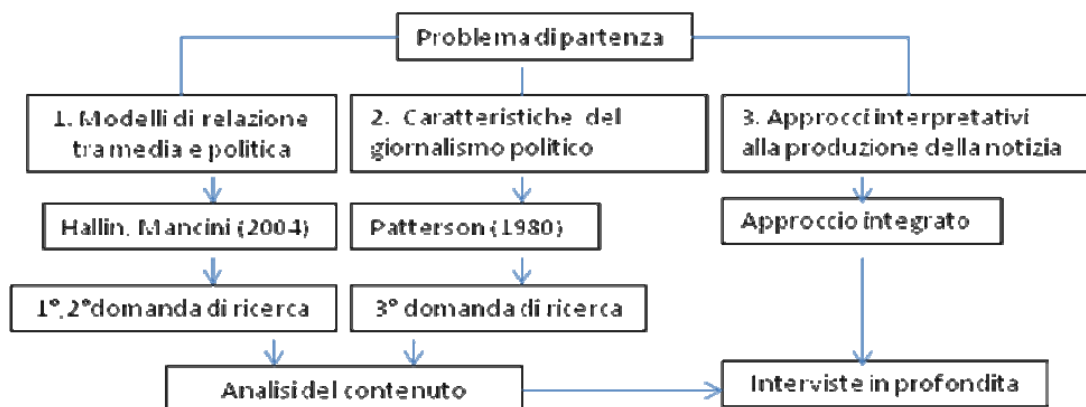 Problema di partenza
1. Modelli di relazione
tra media e politica
2. Caratteristiche del
giornalismo politico
3. Approcci interpretativi
alla produzione della notizia
Hallin, Mancini (2004)
Patterson (1980)
Approccio integrato
1°,2°domanda di ricerca
3° domanda di ricerca
Analisi del contenuto
Interviste in profondita